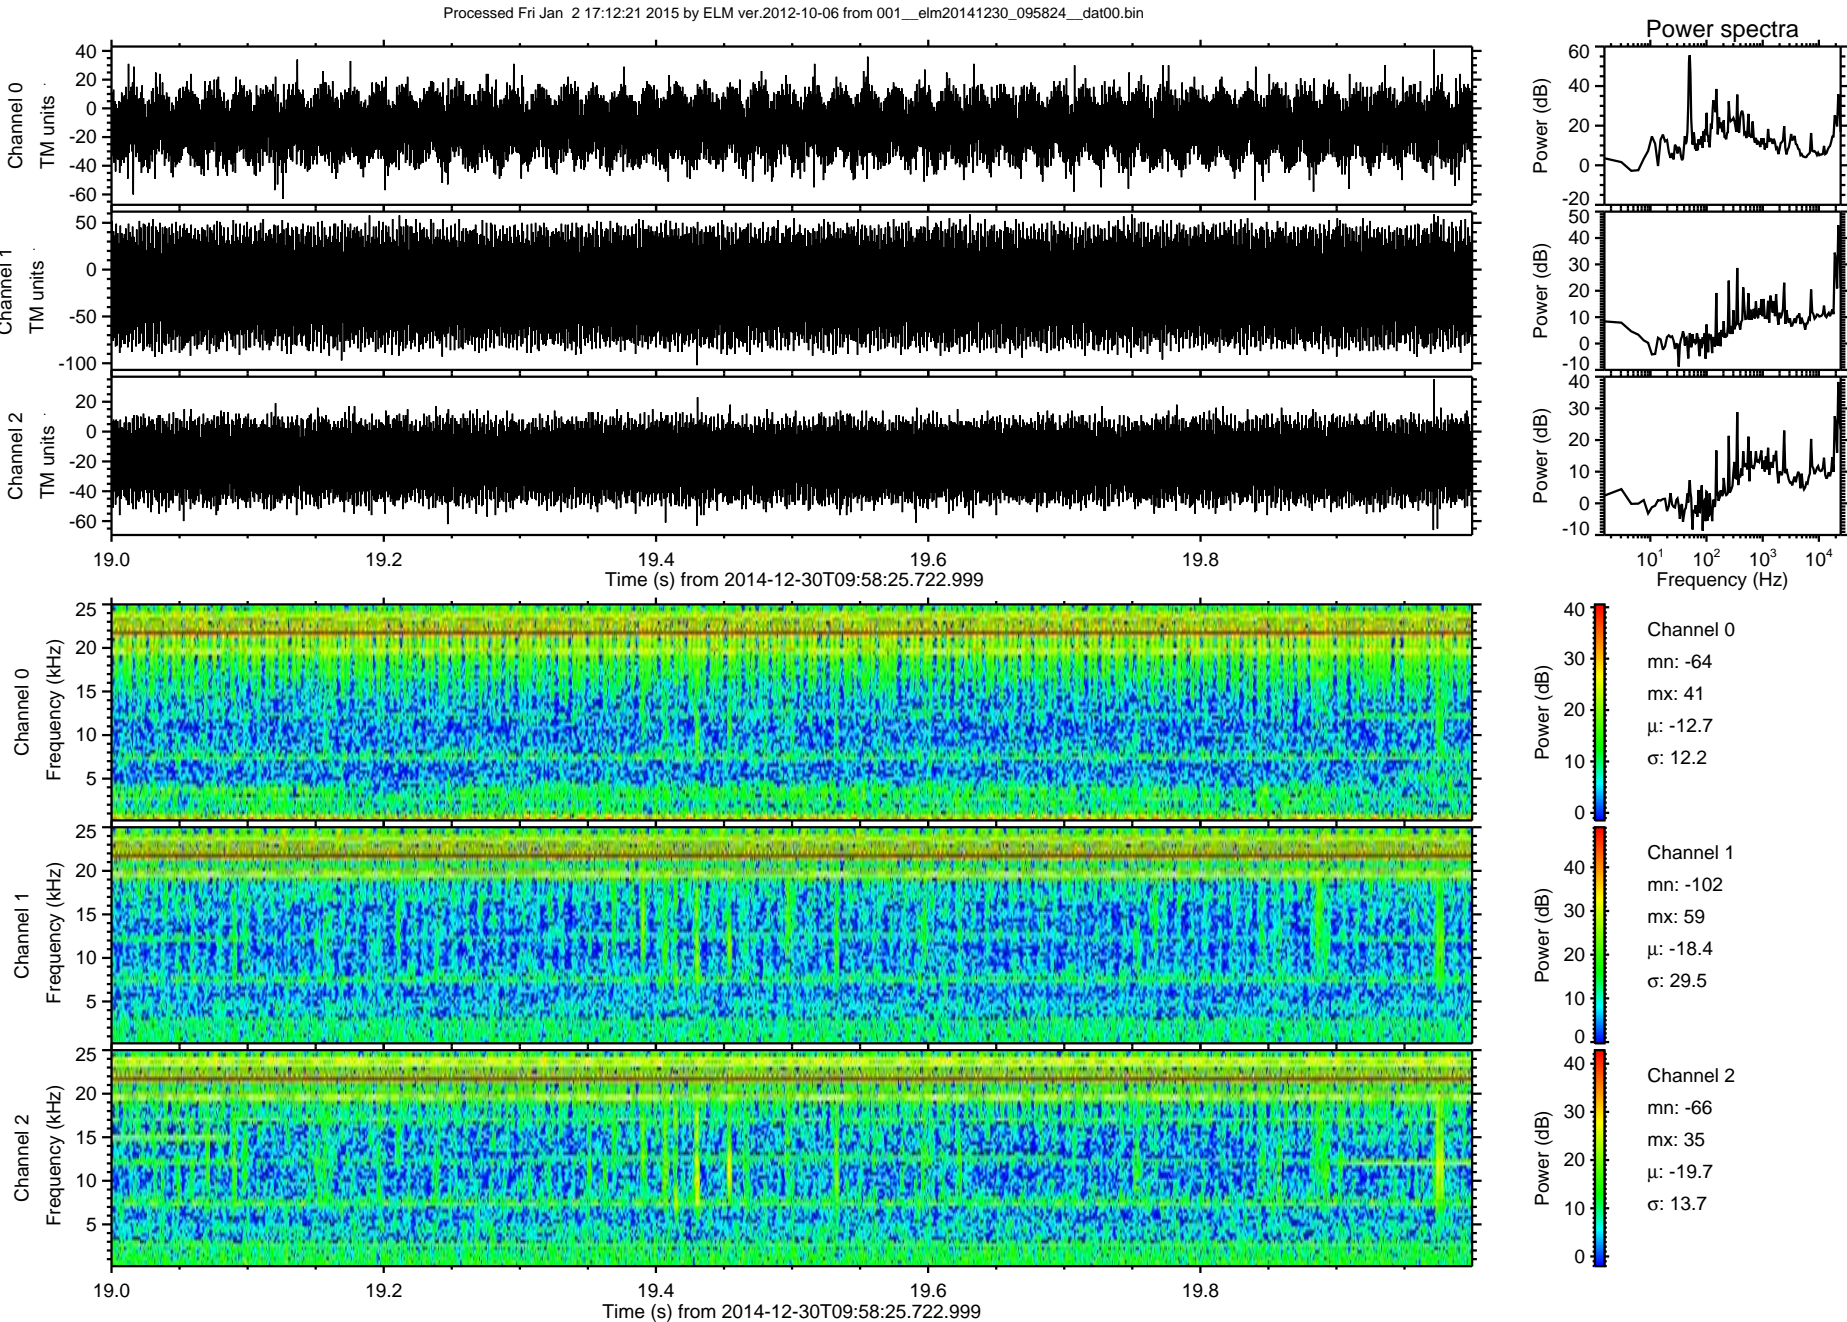 Processed Fri Jan  2 17:12:21 2015 by ELM ver.2012-10-06 from 001__elm20141230_095824__dat00.bin
Power spectra
Channel 0
TM units
40
20
0
-20
-40
-60
Power (dB)
60
40
20
0
-20
Channel 1
TM units
50
0
-50
-100
Power (dB)
50
40
30
20
10
0
-10
Channel 2
TM units
20
0
-20
-40
-60
Power (dB)
40
30
20
10
0
-10
19.0 19.2 19.4 19.6 19.8
Time (s) from 2014-12-30T09:58:25.722.999
10¹ 10² 10³ 10⁴
Frequency (Hz)
Channel 0
Frequency (kHz)
25
20
15
10
5
Power (dB)
40
30
20
10
0
Channel 0
mn: -64
mx: 41
μ: -12.7
σ: 12.2
Channel 1
Frequency (kHz)
25
20
15
10
5
Power (dB)
40
30
20
10
0
Channel 1
mn: -102
mx: 59
μ: -18.4
σ: 29.5
Channel 2
Frequency (kHz)
25
20
15
10
5
Power (dB)
40
30
20
10
0
Channel 2
mn: -66
mx: 35
μ: -19.7
σ: 13.7
19.0 19.2 19.4 19.6 19.8
Time (s) from 2014-12-30T09:58:25.722.999